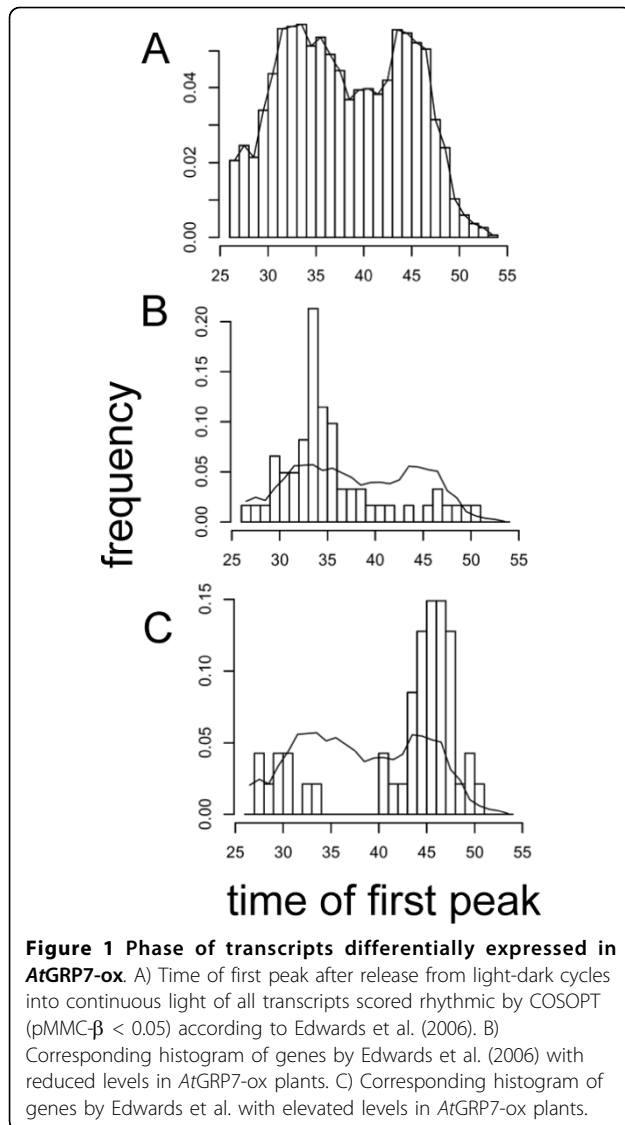 A
0.04
0.02
0.00
25 30 35 40 45 50 55
B
0.20
0.15
0.10
0.05
0.00
25 30 35 40 45 50 55
frequency
C
0.15
0.10
0.05
0.00
25 30 35 40 45 50 55
time of first peak
Figure 1 Phase of transcripts differentially expressed in
AtGRP7-ox. A) Time of first peak after release from light-dark cycles
into continuous light of all transcripts scored rhythmic by COSOPT
(pMMC-β < 0.05) according to Edwards et al. (2006). B)
Corresponding histogram of genes by Edwards et al. (2006) with
reduced levels in AtGRP7-ox plants. C) Corresponding histogram of
genes by Edwards et al. with elevated levels in AtGRP7-ox plants.